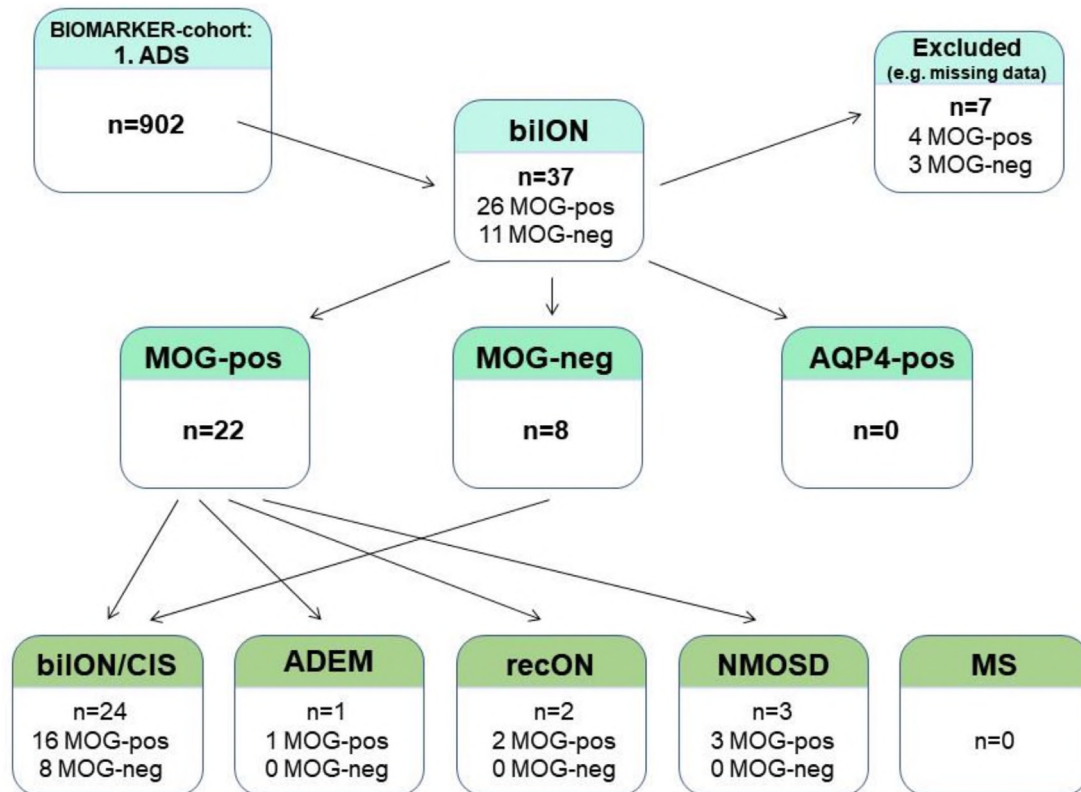 BIOMARKER-cohort:
1. ADS
n=902
bilON
n=37
26 MOG-pos
11 MOG-neg
Excluded
(e.g. missing data)
n=7
4 MOG-pos
3 MOG-neg
MOG-pos
n=22
MOG-neg
n=8
AQP4-pos
n=0
bilON/CIS
n=24
16 MOG-pos
8 MOG-neg
ADEM
n=1
1 MOG-pos
0 MOG-neg
recON
n=2
2 MOG-pos
0 MOG-neg
NMOSD
n=3
3 MOG-pos
0 MOG-neg
MS
n=0